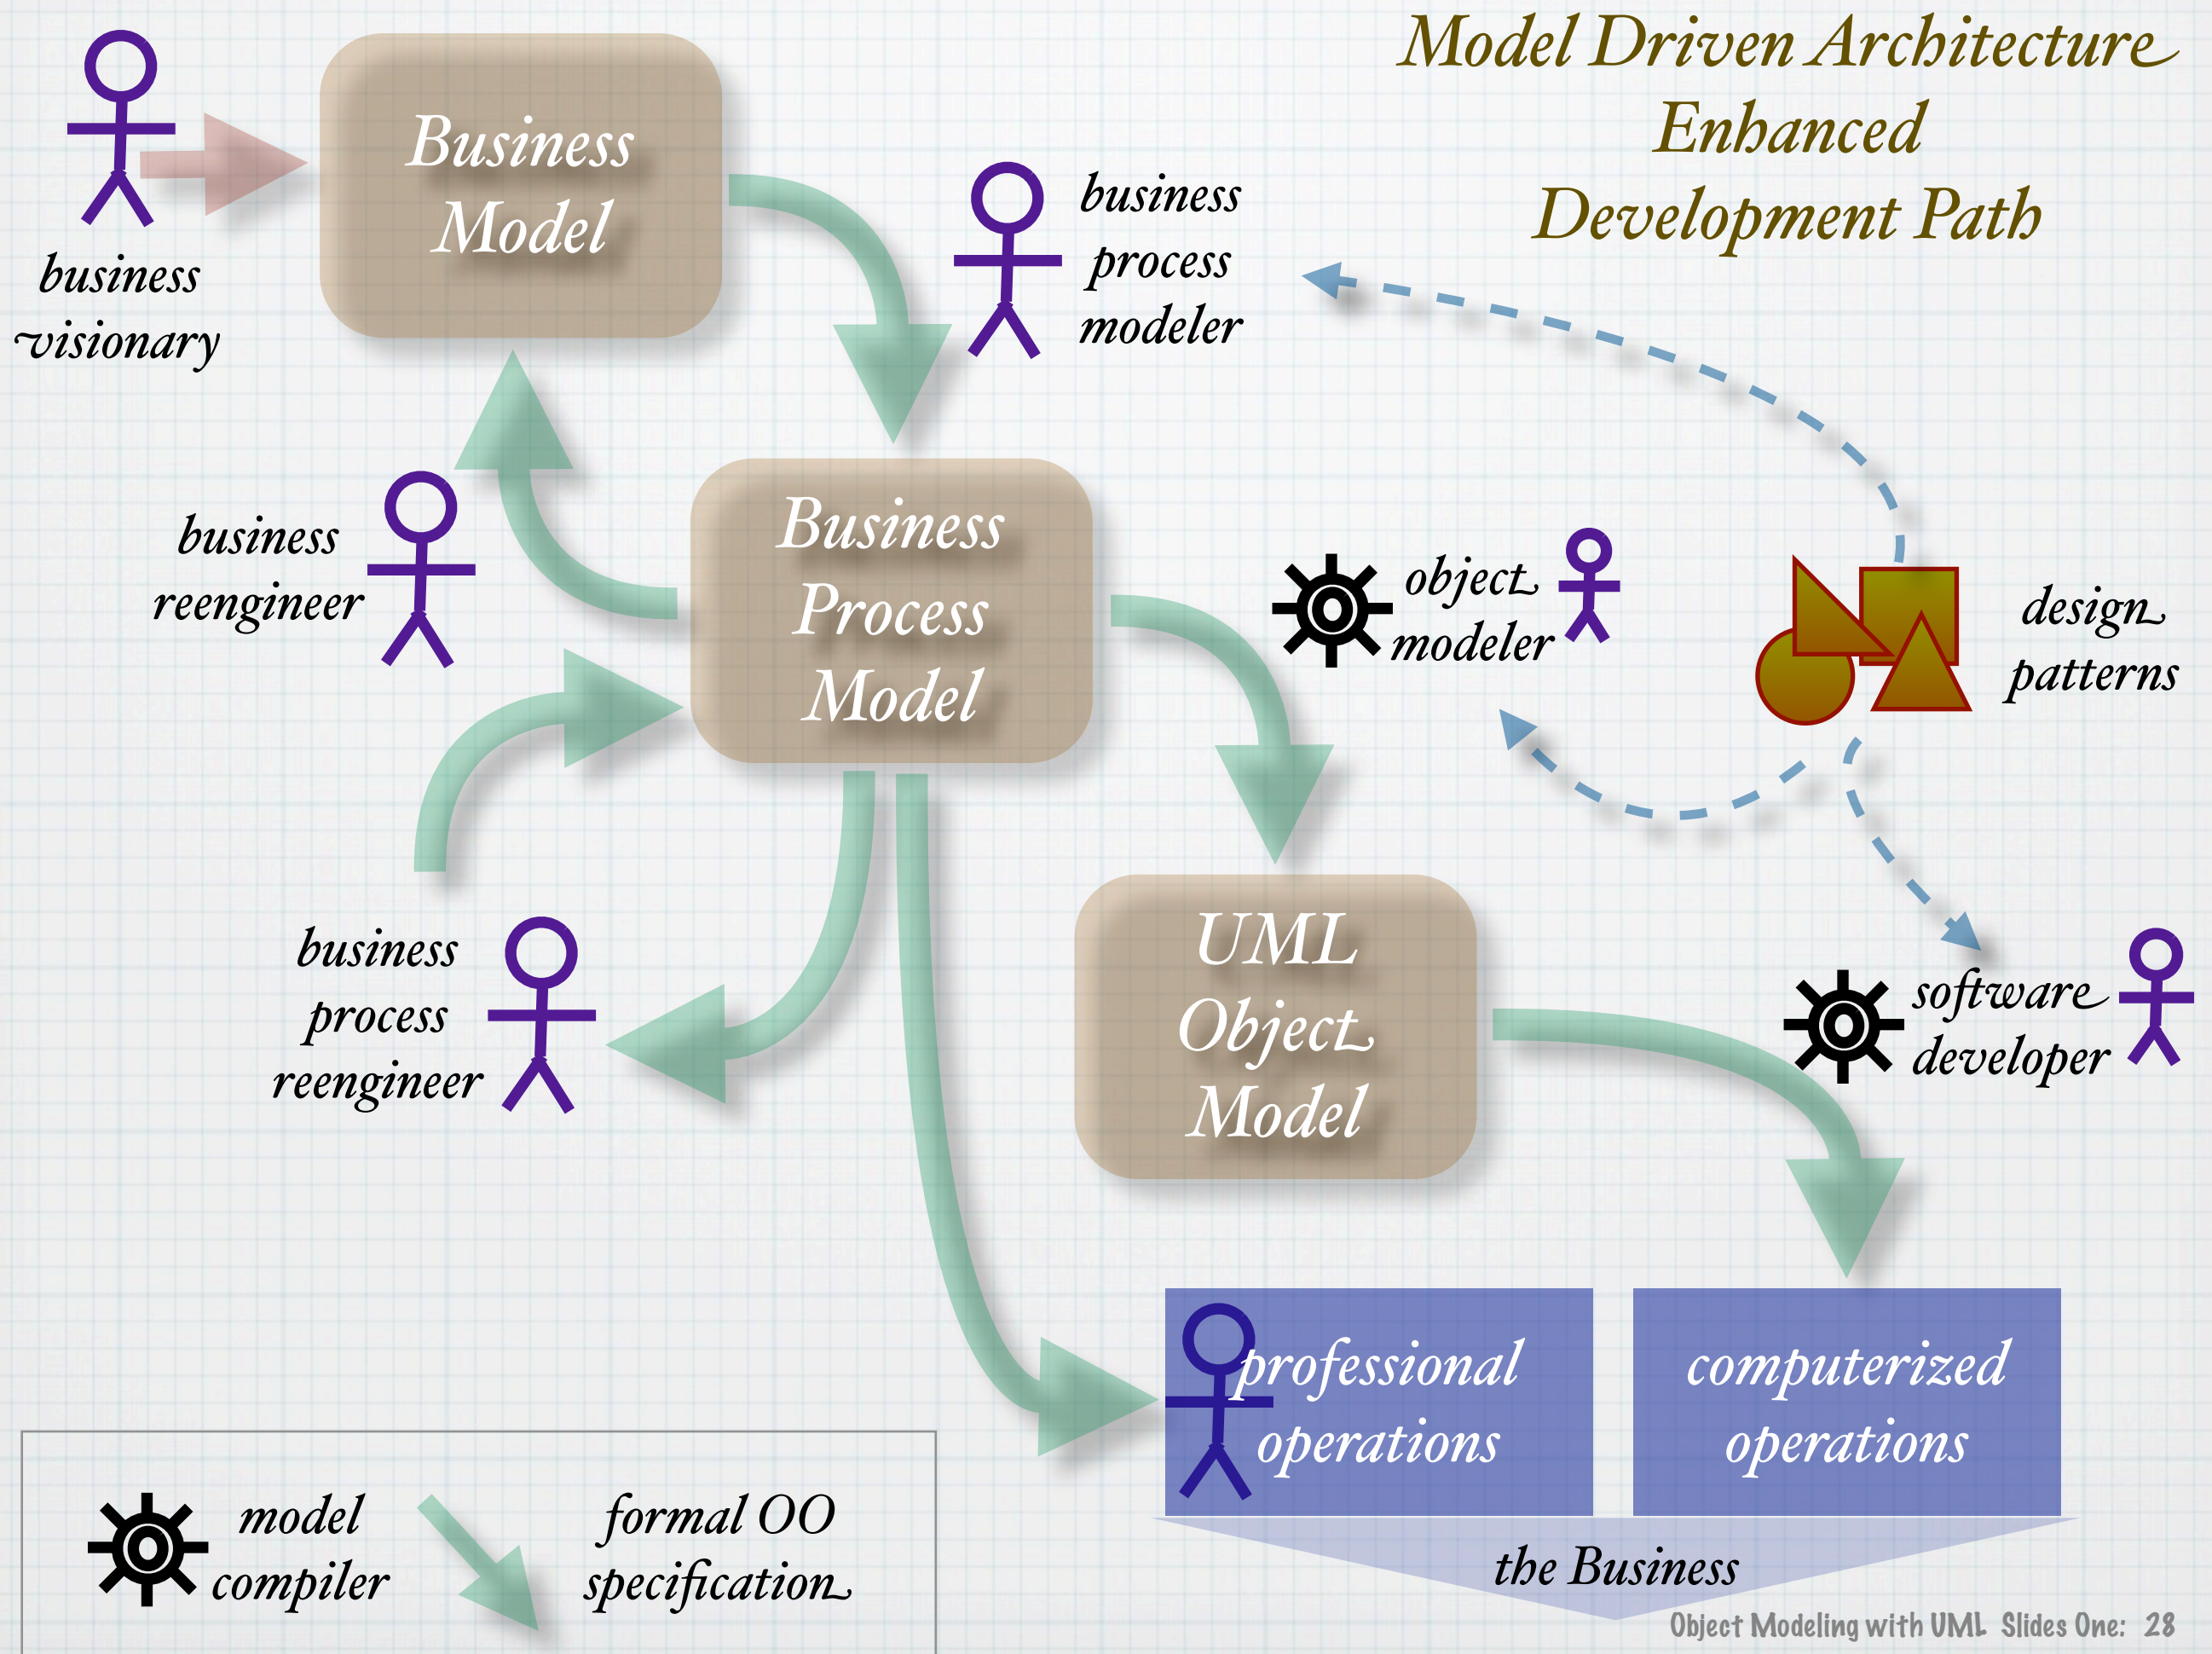 Model Driven Architecture
Enhanced
Development Path
business
visionary
Business
Model
business
process
modeler
business
reengineer
Business
Process
Model
object
modeler
design
patterns
business
process
reengineer
UML
Object
Model
software
developer
professional
operations
computerized
operations
the Business
model
compiler
formal OO
specification
Object Modeling with UML Slides One: 28